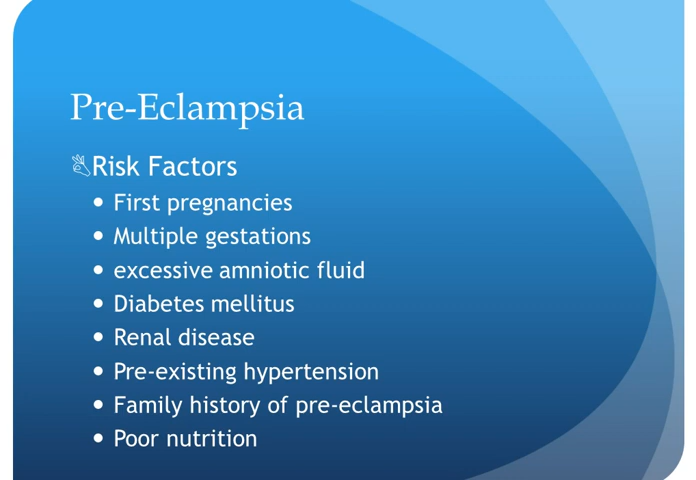 Pre-Eclampsia
Risk Factors
• First pregnancies
• Multiple gestations
• excessive amniotic fluid
• Diabetes mellitus
• Renal disease
• Pre-existing hypertension
• Family history of pre-eclampsia
• Poor nutrition